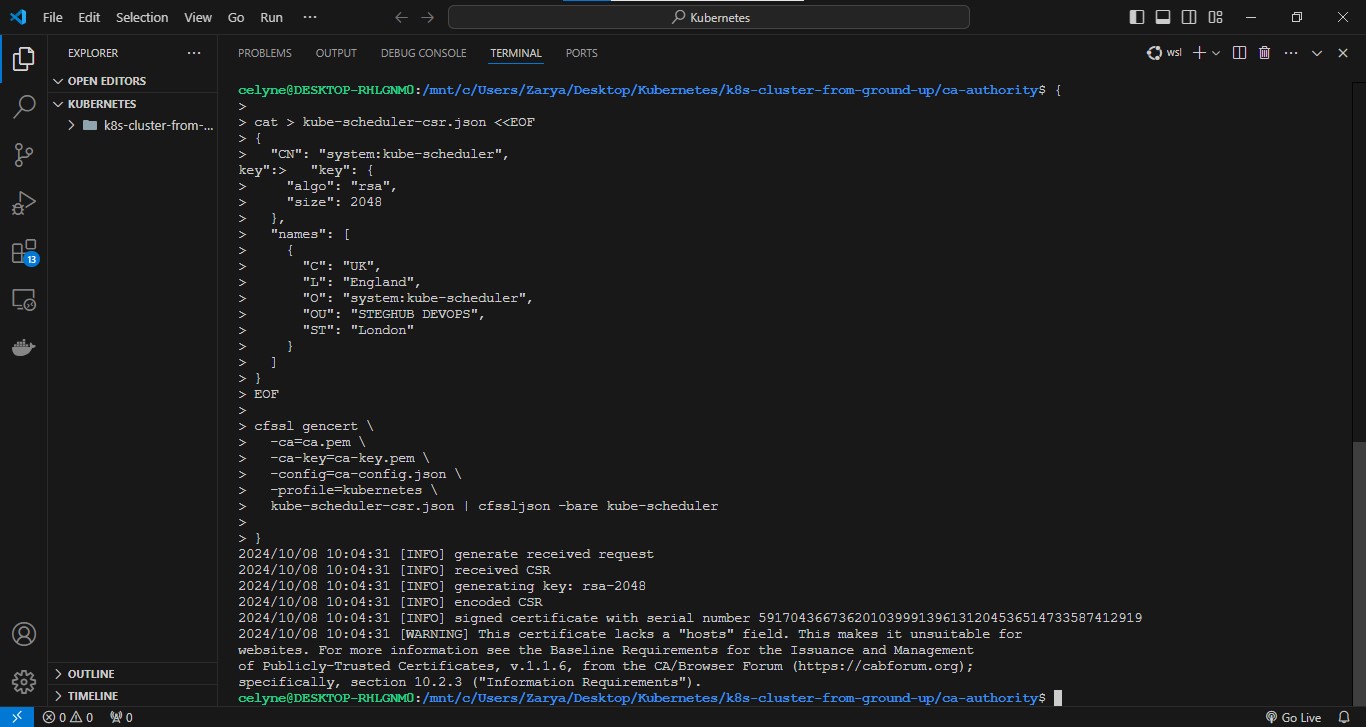 File Edit Selection View Go Run ··· Kubernetes
EXPLORER ···
OPEN EDITORS
KUBERNETES
k8s-cluster-from-...
13
PROBLEMS OUTPUT DEBUG CONSOLE TERMINAL PORTS wsl
celyne@DESKTOP-RHLGNM0:/mnt/c/Users/Zarya/Desktop/Kubernetes/k8s-cluster-from-ground-up/ca-authority$ {
>
> cat > kube-scheduler-csr.json <<EOF
> {
>   "CN": "system:kube-scheduler",
key":>   "key": {
>     "algo": "rsa",
>     "size": 2048
>   },
>   "names": [
>     {
>       "C": "UK",
>       "L": "England",
>       "O": "system:kube-scheduler",
>       "OU": "STEGHUB DEVOPS",
>       "ST": "London"
>     }
>   ]
> }
> EOF
>
> cfssl gencert \
>   -ca=ca.pem \
>   -ca-key=ca-key.pem \
>   -config=ca-config.json \
>   -profile=kubernetes \
>   kube-scheduler-csr.json | cfssljson -bare kube-scheduler
>
> }
2024/10/08 10:04:31 [INFO] generate received request
2024/10/08 10:04:31 [INFO] received CSR
2024/10/08 10:04:31 [INFO] generating key: rsa-2048
2024/10/08 10:04:31 [INFO] encoded CSR
2024/10/08 10:04:31 [INFO] signed certificate with serial number 591704366736201039991396131204536514733587412919
2024/10/08 10:04:31 [WARNING] This certificate lacks a "hosts" field. This makes it unsuitable for
websites. For more information see the Baseline Requirements for the Issuance and Management
of Publicly-Trusted Certificates, v.1.1.6, from the CA/Browser Forum (https://cabforum.org);
specifically, section 10.2.3 ("Information Requirements").
celyne@DESKTOP-RHLGNM0:/mnt/c/Users/Zarya/Desktop/Kubernetes/k8s-cluster-from-ground-up/ca-authority$
OUTLINE
TIMELINE
0 0 0 Go Live